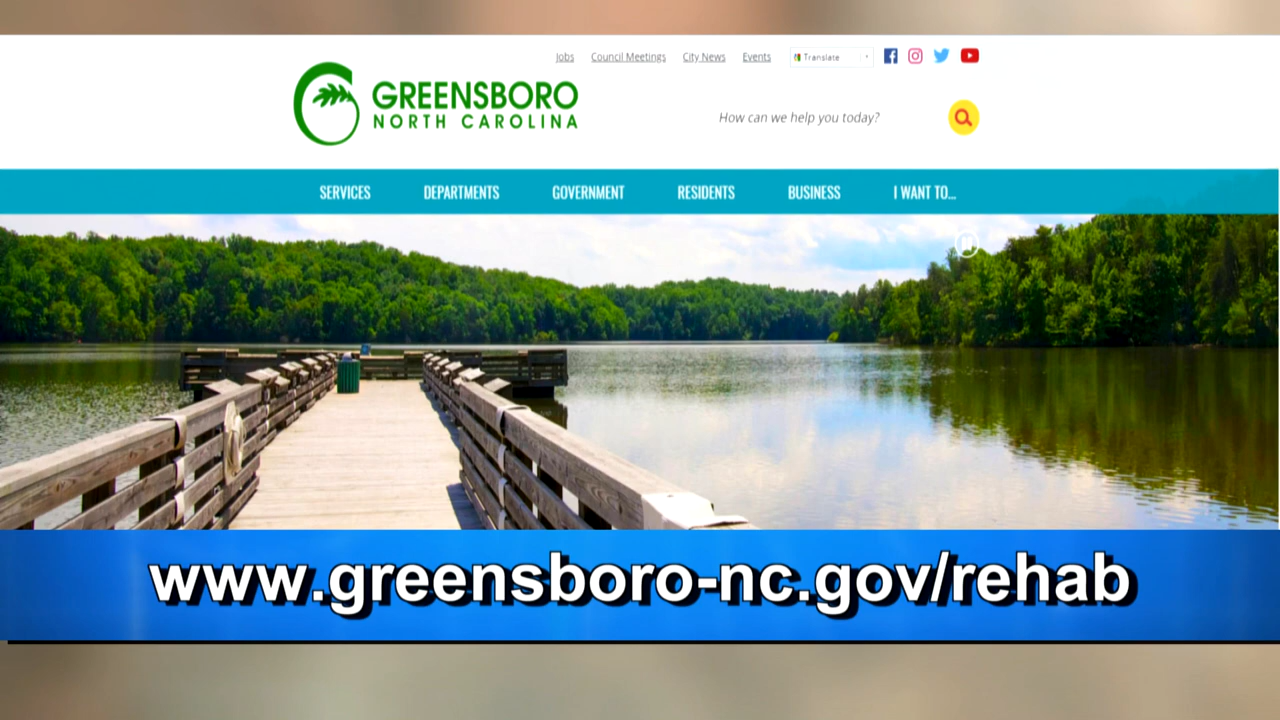 Jobs Council Meetings City News Events Translate
GREENSBORO
NORTH CAROLINA
How can we help you today?
SERVICES DEPARTMENTS GOVERNMENT RESIDENTS BUSINESS I WANT TO...
www.greensboro-nc.gov/rehab